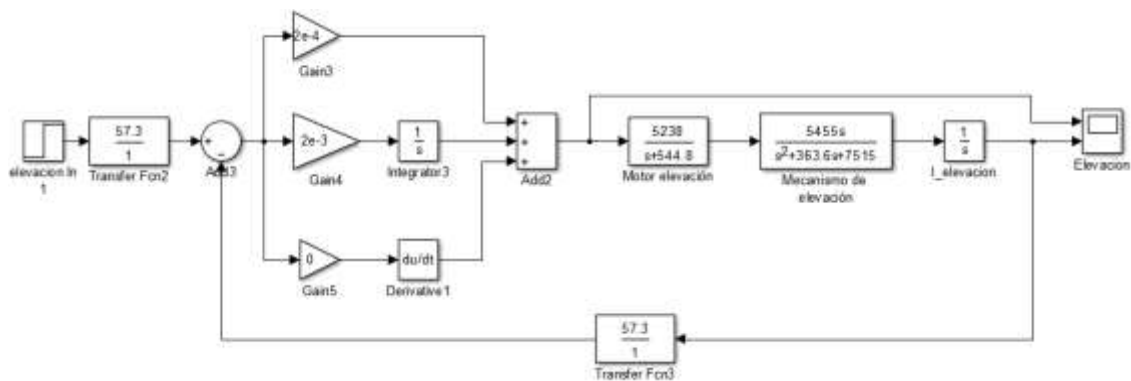 2e-4
Gain3
elevacion In
1
57.3
1
Transfer Fcn2
+
-
Add3
2e-3
Gain4
1
s
Integrator3
+
+
+
Add2
5238
s+544.8
Motor elevación
5455s
s2+363.6s+7515
Mecanismo de
elevación
1
s
I_elevacion
Elevacion
0
Gain5
du/dt
Derivative1
57.3
1
Transfer Fcn3